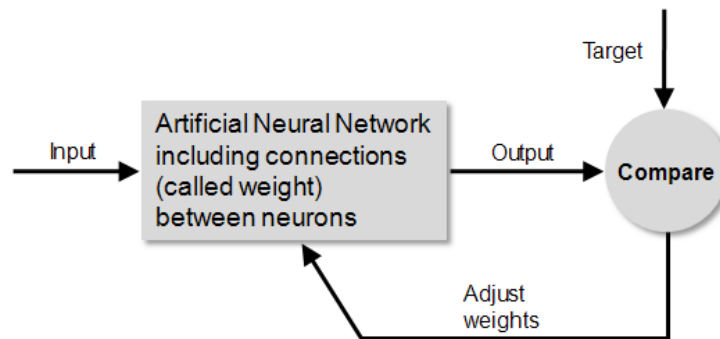 Target
Input
Artificial Neural Network
including connections
(called weight)
between neurons
Output
Compare
Adjust
weights